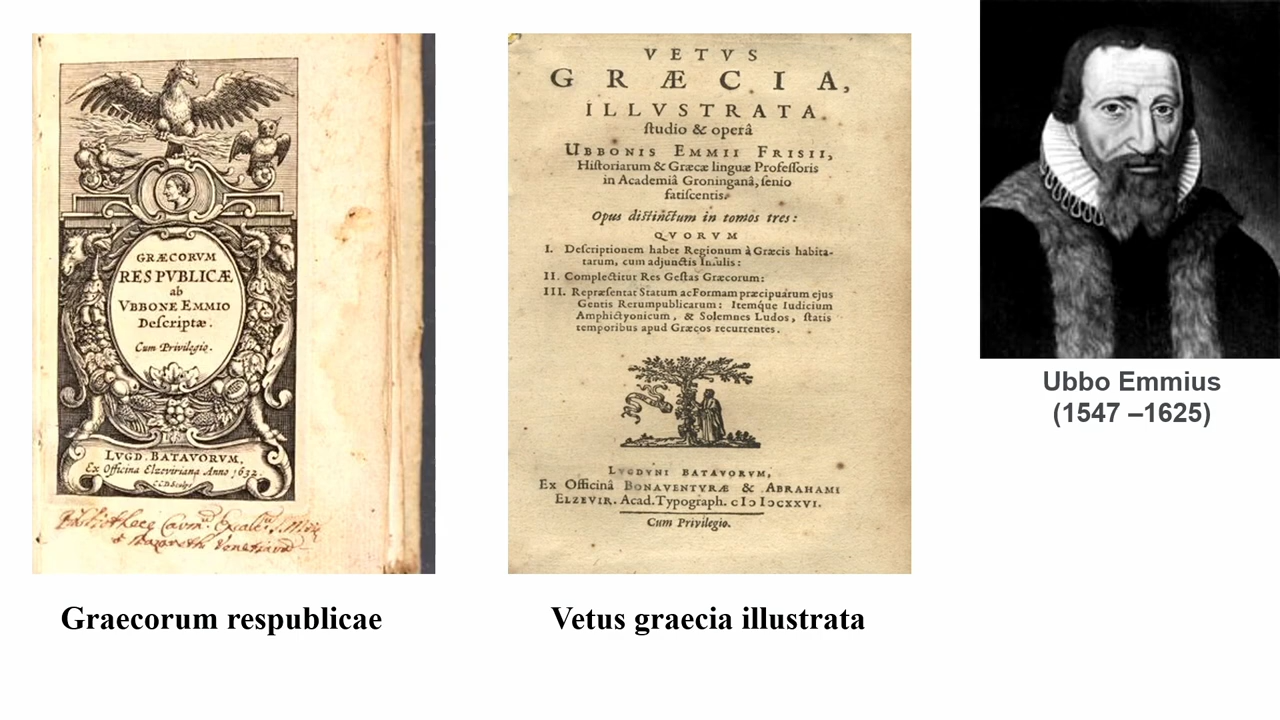 GRÆCORVM
RESPVBLICÆ
ab
VBBONE EMMIO
Deſcriptæ.
Cum Privilegio.
LVGD. BATAVORVM,
Ex Officina Elzeviriana Anno 1632.
Graecorum respublicae
VETVS
GRÆCIA,
ILLVSTRATA
ſtudio & operâ
UBBONIS EMMII FRISII,
Hiſtoriarum & Græcæ linguæ Profeſſoris
in Academiâ Groninganâ, ſenio
fatiſcentis.
Opus diſtinctum in tomos tres:
QVORVM
I. Deſcriptionem habet Regionum à Græcis habita-
tarum, cum adjunctis Inſulis:
II. Complectitur Res Geſtas Græcorum:
III. Repræſentat Statum ac Formam præcipuarum ejus
Gentis Rerumpublicarum: Itemque Iudicium
Amphictyonicum, & Solemnes Ludos, ſtatis
temporibus apud Græcos recurrentes.
LVGDVNI BATAVORVM,
Ex Officinâ BONAVENTVRÆ & ABRAHAMI
ELZEVIR. Acad. Typograph. cIↃ IↃcXXVI.
Cum Privilegio.
Vetus graecia illustrata
Ubbo Emmius
(1547 –1625)